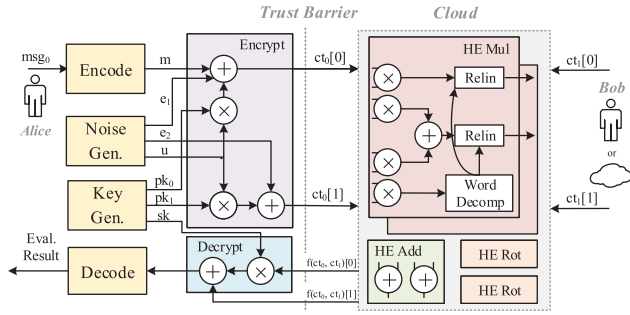 Trust Barrier
Cloud
Encrypt
HE Mul
msg0
Encode
m
ct0[0]
ct1[0]
Relin
e1
Alice
Noise
Gen.
e2
u
Bob
or
Relin
Key
Gen.
pk0
pk1
sk
ct0[1]
ct1[1]
Word
Decomp
Eval.
Result
Decode
Decrypt
f(ct0, ct1)[0]
f(ct0, ct1)[1]
HE Add
HE Rot
HE Rot